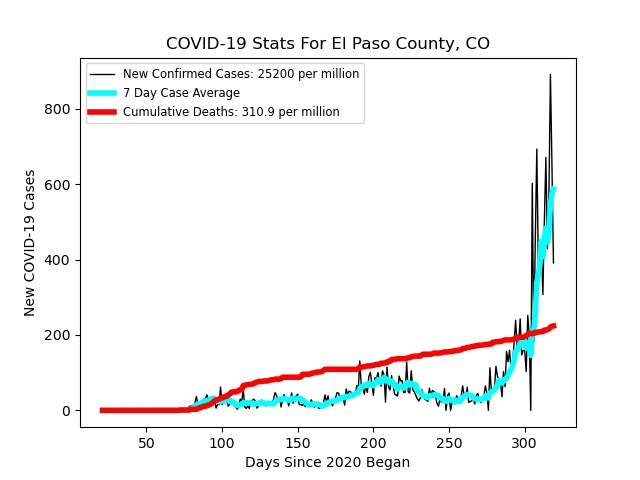 COVID-19 Stats For El Paso County, CO
New Confirmed Cases: 25200 per million
7 Day Case Average
Cumulative Deaths: 310.9 per million
New COVID-19 Cases
800
600
400
200
0
50 100 150 200 250 300
Days Since 2020 Began